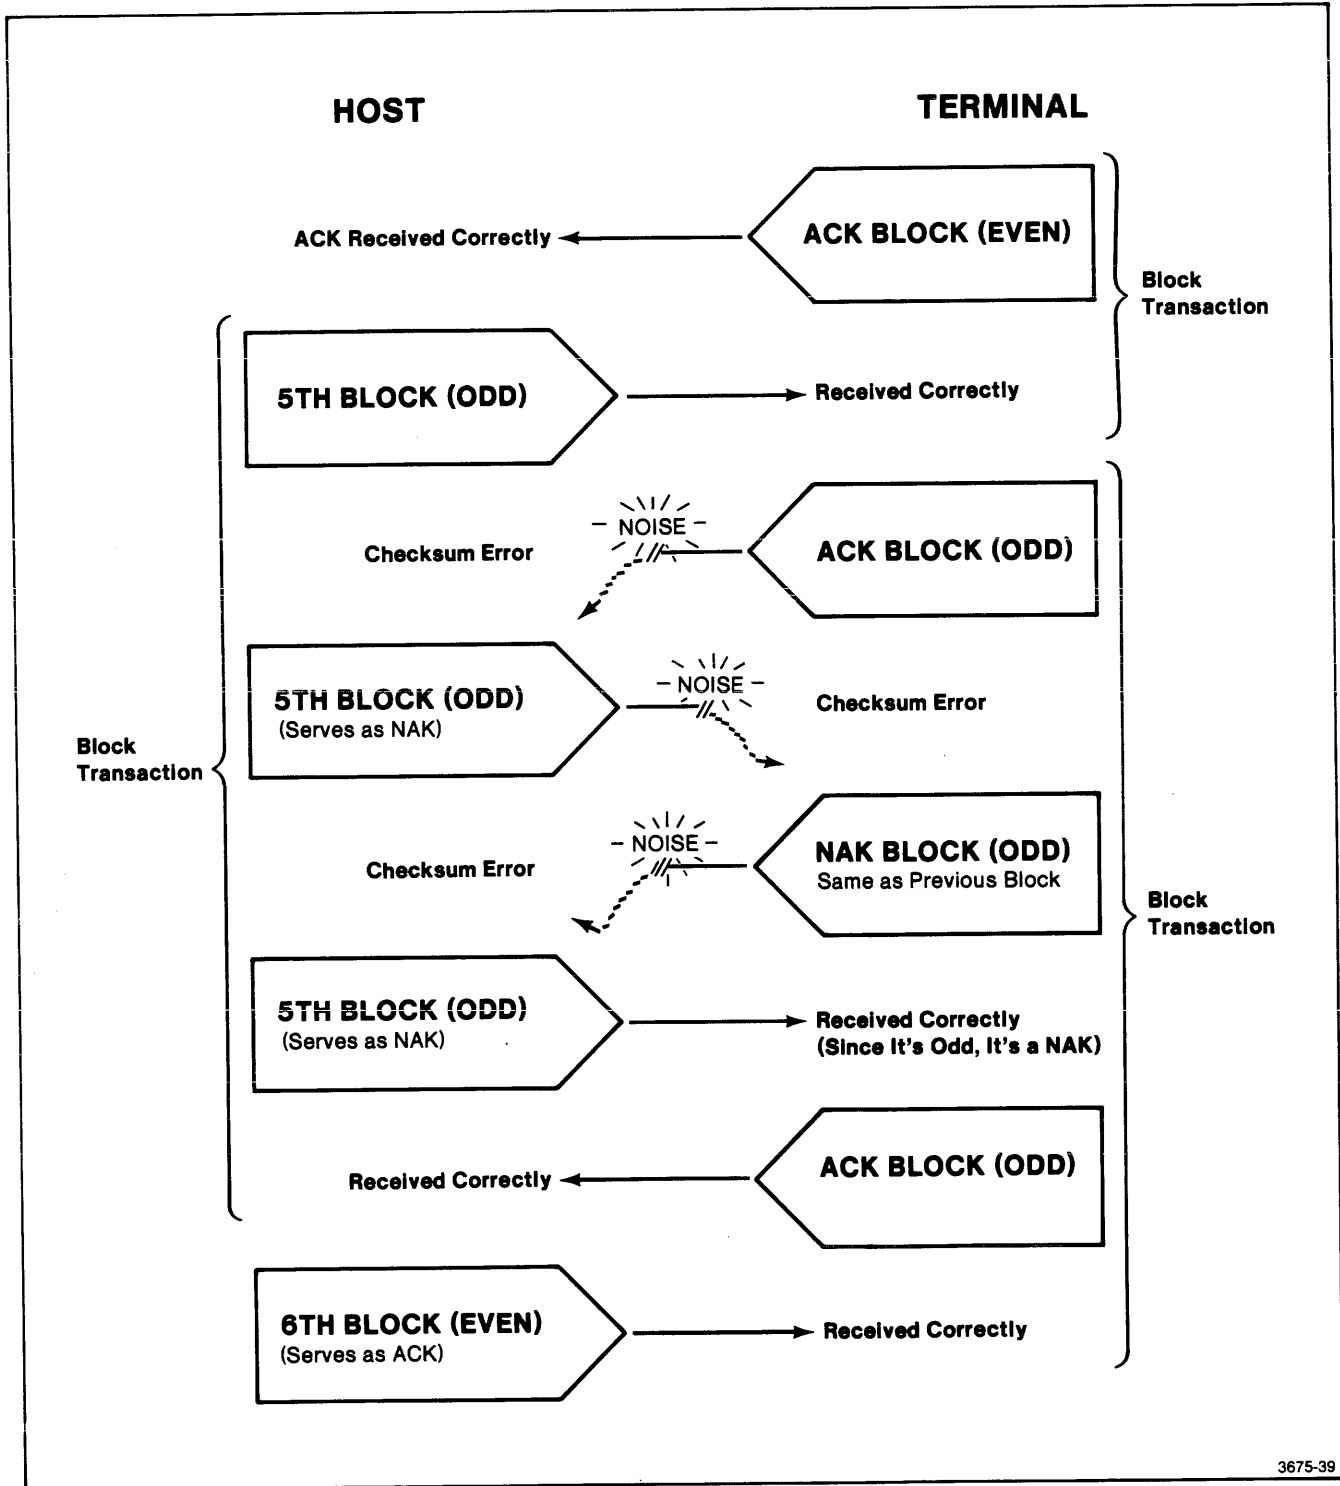 HOST
TERMINAL
ACK Received Correctly
ACK BLOCK (EVEN)
Block
Transaction
5TH BLOCK (ODD)
Received Correctly
NOISE
Checksum Error
ACK BLOCK (ODD)
5TH BLOCK (ODD)
(Serves as NAK)
NOISE
Checksum Error
Block
Transaction
NOISE
Checksum Error
NAK BLOCK (ODD)
Same as Previous Block
Block
Transaction
5TH BLOCK (ODD)
(Serves as NAK)
Received Correctly
(Since It's Odd, It's a NAK)
Received Correctly
ACK BLOCK (ODD)
6TH BLOCK (EVEN)
(Serves as ACK)
Received Correctly
3675-39